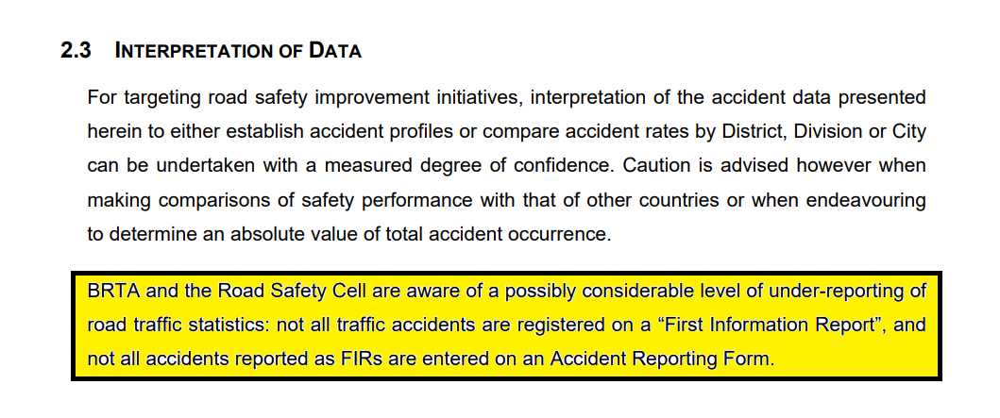 2.3 INTERPRETATION OF DATA
For targeting road safety improvement initiatives, interpretation of the accident data presented
herein to either establish accident profiles or compare accident rates by District, Division or City
can be undertaken with a measured degree of confidence. Caution is advised however when
making comparisons of safety performance with that of other countries or when endeavouring
to determine an absolute value of total accident occurrence.
BRTA and the Road Safety Cell are aware of a possibly considerable level of under-reporting of
road traffic statistics: not all traffic accidents are registered on a “First Information Report”, and
not all accidents reported as FIRs are entered on an Accident Reporting Form.